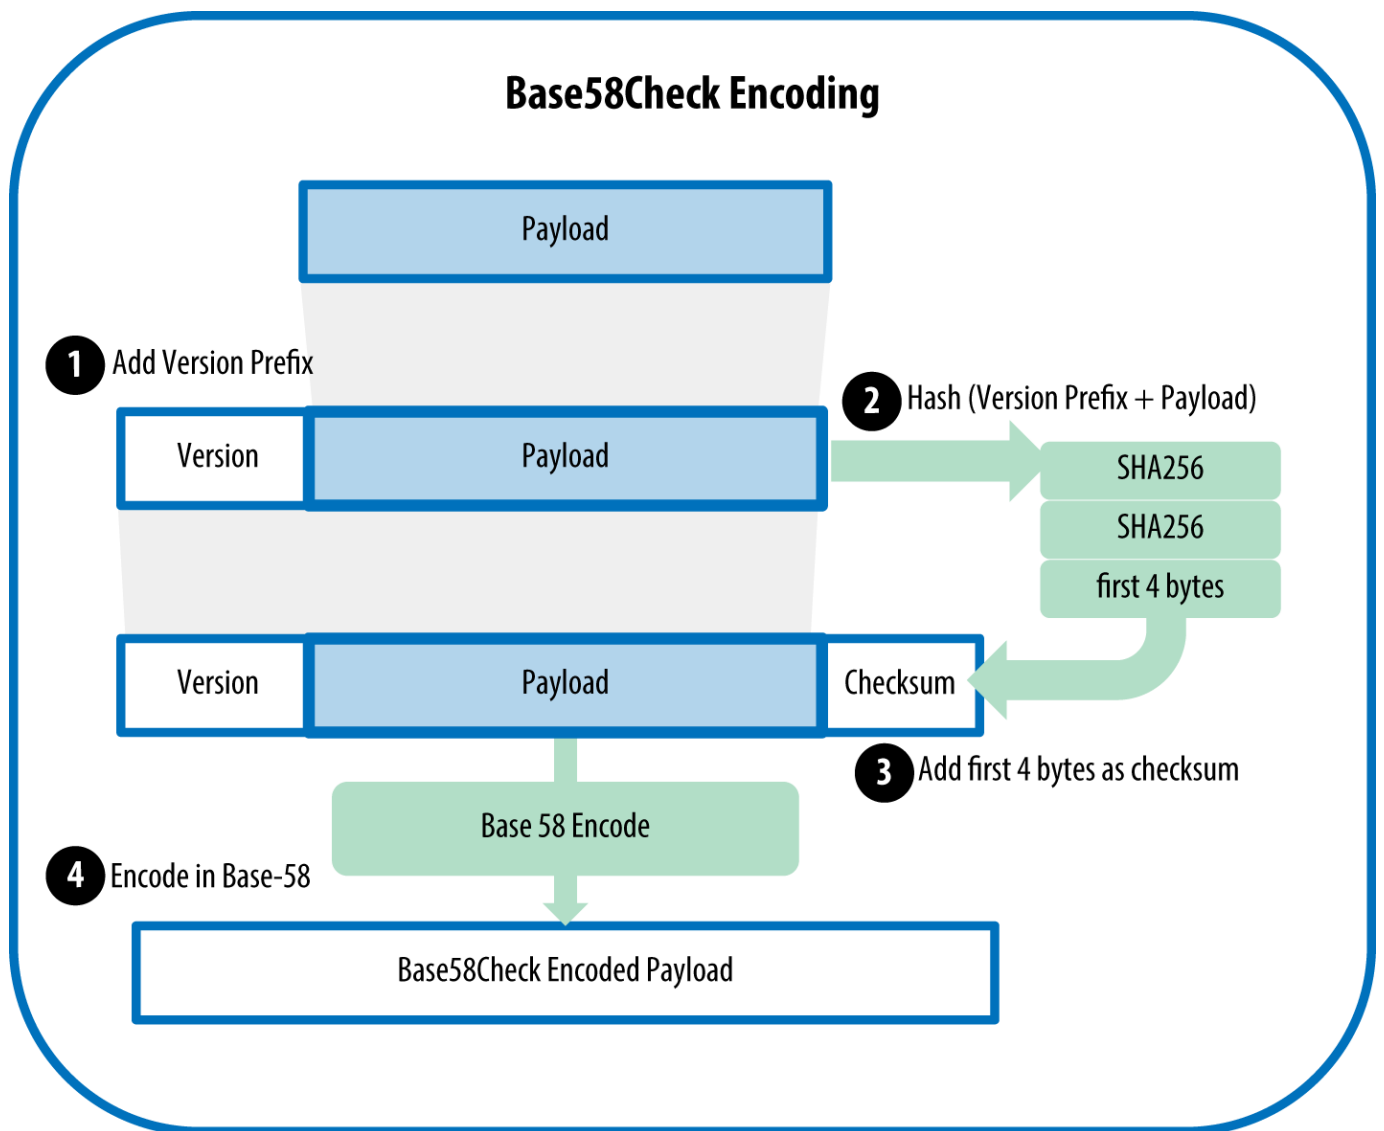 Base58Check Encoding
Payload
1 Add Version Prefix
2 Hash (Version Prefix + Payload)
Version
Payload
SHA256
SHA256
first 4 bytes
Version
Payload
Checksum
3 Add first 4 bytes as checksum
Base 58 Encode
4 Encode in Base-58
Base58Check Encoded Payload